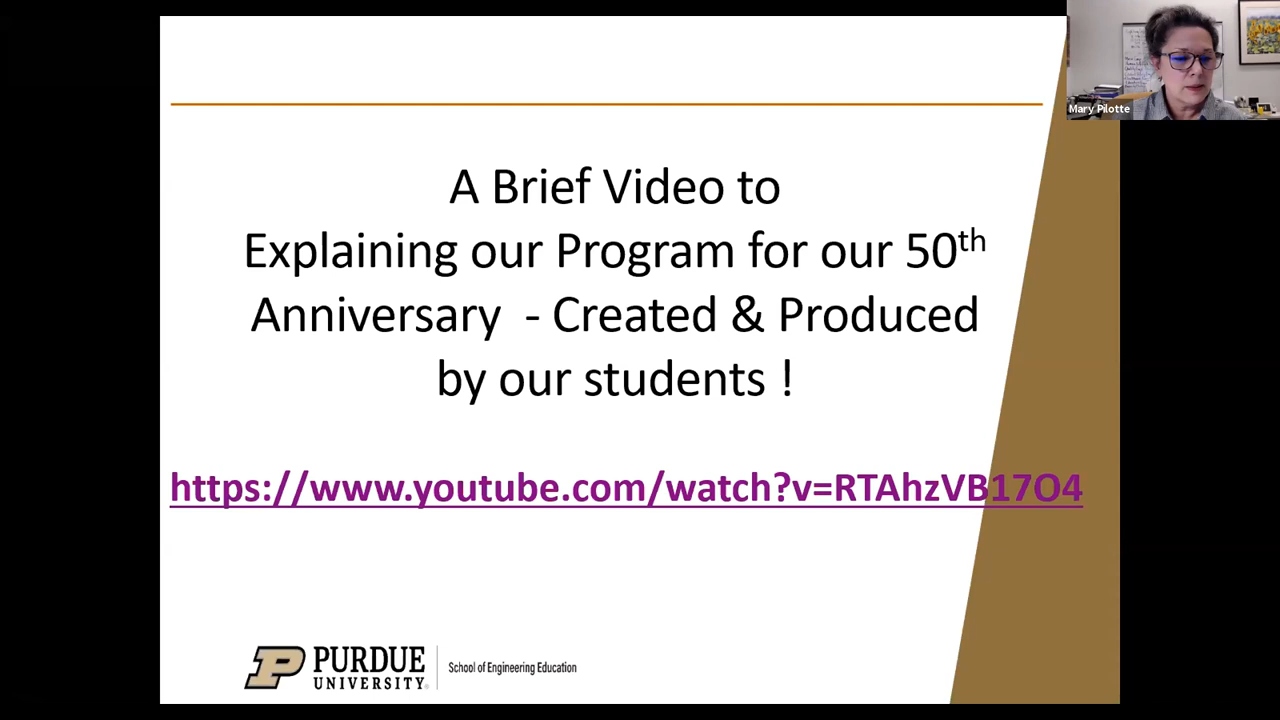 Mary Pilotte
A Brief Video to
Explaining our Program for our 50th
Anniversary - Created & Produced
by our students !
https://www.youtube.com/watch?v=RTAhzVB17O4
PURDUE
UNIVERSITY®
School of Engineering Education